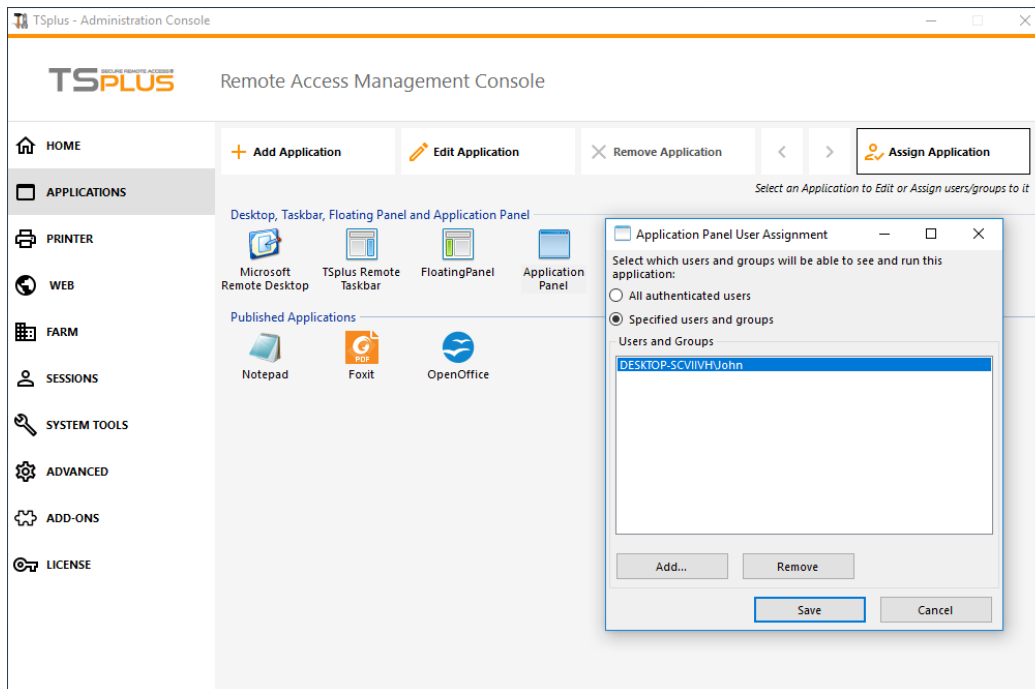 TSplus - Administration Console
TSPLUS
SECURE REMOTE ACCESS
Remote Access Management Console
HOME
APPLICATIONS
PRINTER
WEB
FARM
SESSIONS
SYSTEM TOOLS
ADVANCED
ADD-ONS
LICENSE
Add Application
Edit Application
Remove Application
Assign Application
Select an Application to Edit or Assign users/groups to it
Desktop, Taskbar, Floating Panel and Application Panel
Microsoft
Remote Desktop
TSplus Remote
Taskbar
FloatingPanel
Application
Panel
Published Applications
Notepad
PDF
Foxit
OpenOffice
Application Panel User Assignment
Select which users and groups will be able to see and run this
application:
All authenticated users
Specified users and groups
Users and Groups
DESKTOP-SCVIIVH\John
Add...
Remove
Save
Cancel